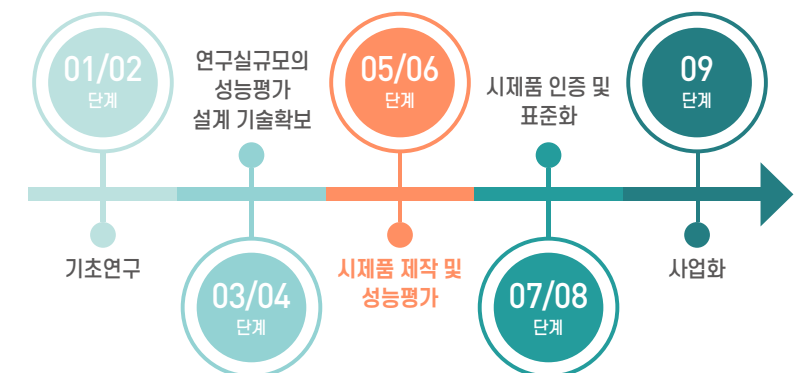 01/02
단계
기초연구
연구실규모의
성능평가
설계 기술확보
03/04
단계
05/06
단계
시제품 제작 및
성능평가
시제품 인증 및
표준화
07/08
단계
09
단계
사업화